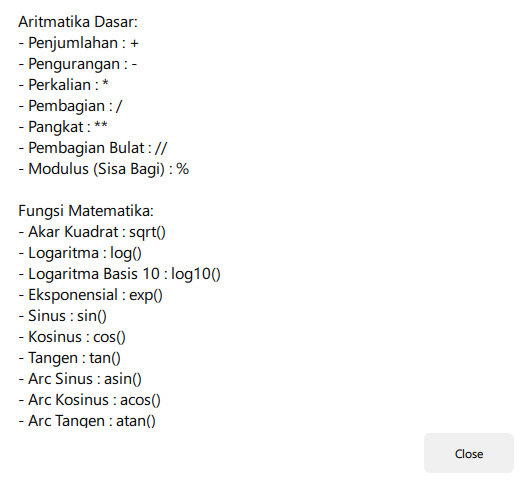 Aritmatika Dasar:
- Penjumlahan : +
- Pengurangan : -
- Perkalian : *
- Pembagian : /
- Pangkat : **
- Pembagian Bulat : //
- Modulus (Sisa Bagi) : %
Fungsi Matematika:
- Akar Kuadrat : sqrt()
- Logaritma : log()
- Logaritma Basis 10 : log10()
- Eksponensial : exp()
- Sinus : sin()
- Kosinus : cos()
- Tangen : tan()
- Arc Sinus : asin()
- Arc Kosinus : acos()
- Arc Tangen : atan()
Close